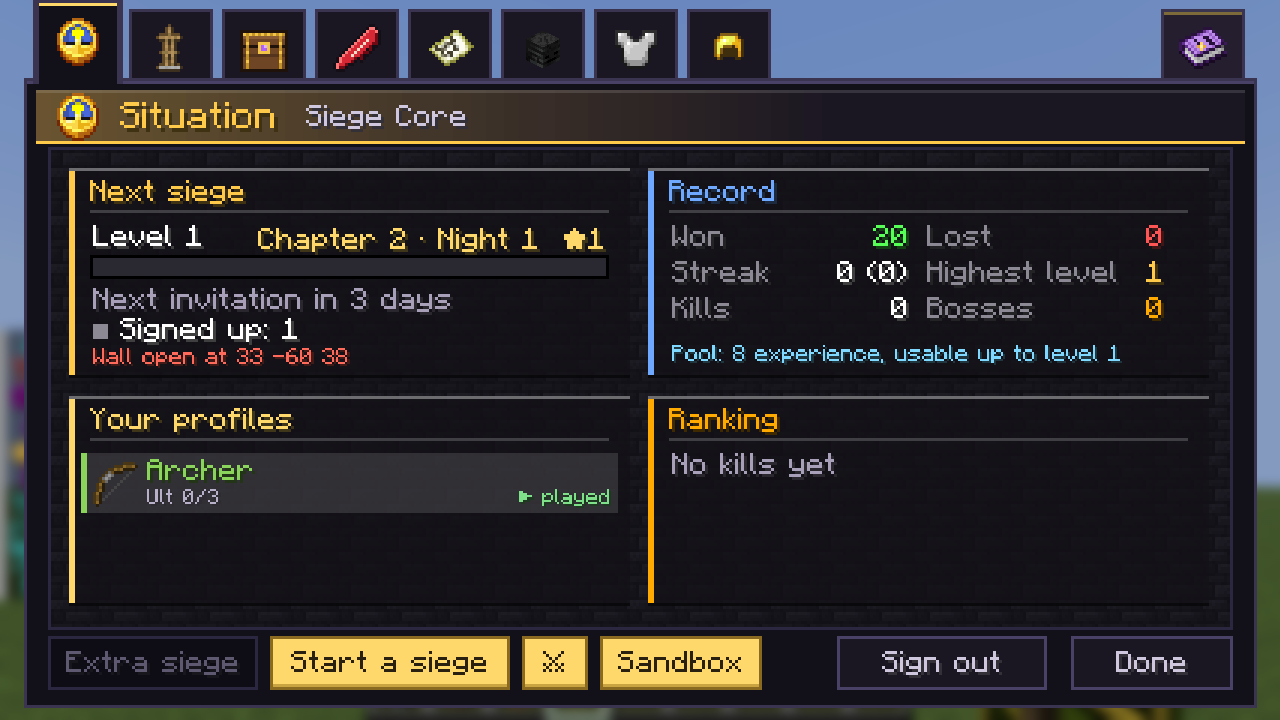 Situation Siege Core
Next siege
Level 1 Chapter 2 · Night 1 ★1
Next invitation in 3 days
Signed up: 1
Wall open at 33 -60 38
Record
Won 20 Lost 0
Streak 0 (0) Highest level 1
Kills 0 Bosses 0
Pool: 8 experience, usable up to level 1
Your profiles
Archer
Ult 0/3 ► played
Ranking
No kills yet
Extra siege Start a siege Sandbox Sign out Done